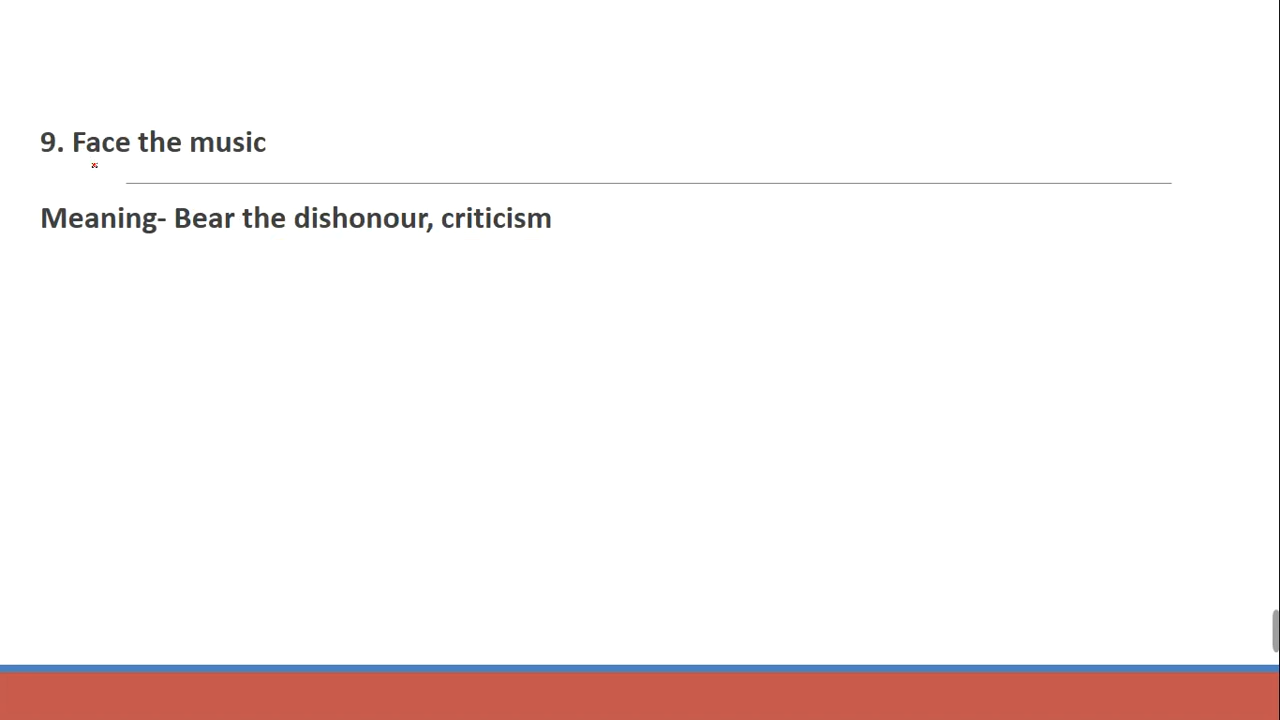 9. Face the music
Meaning- Bear the dishonour, criticism